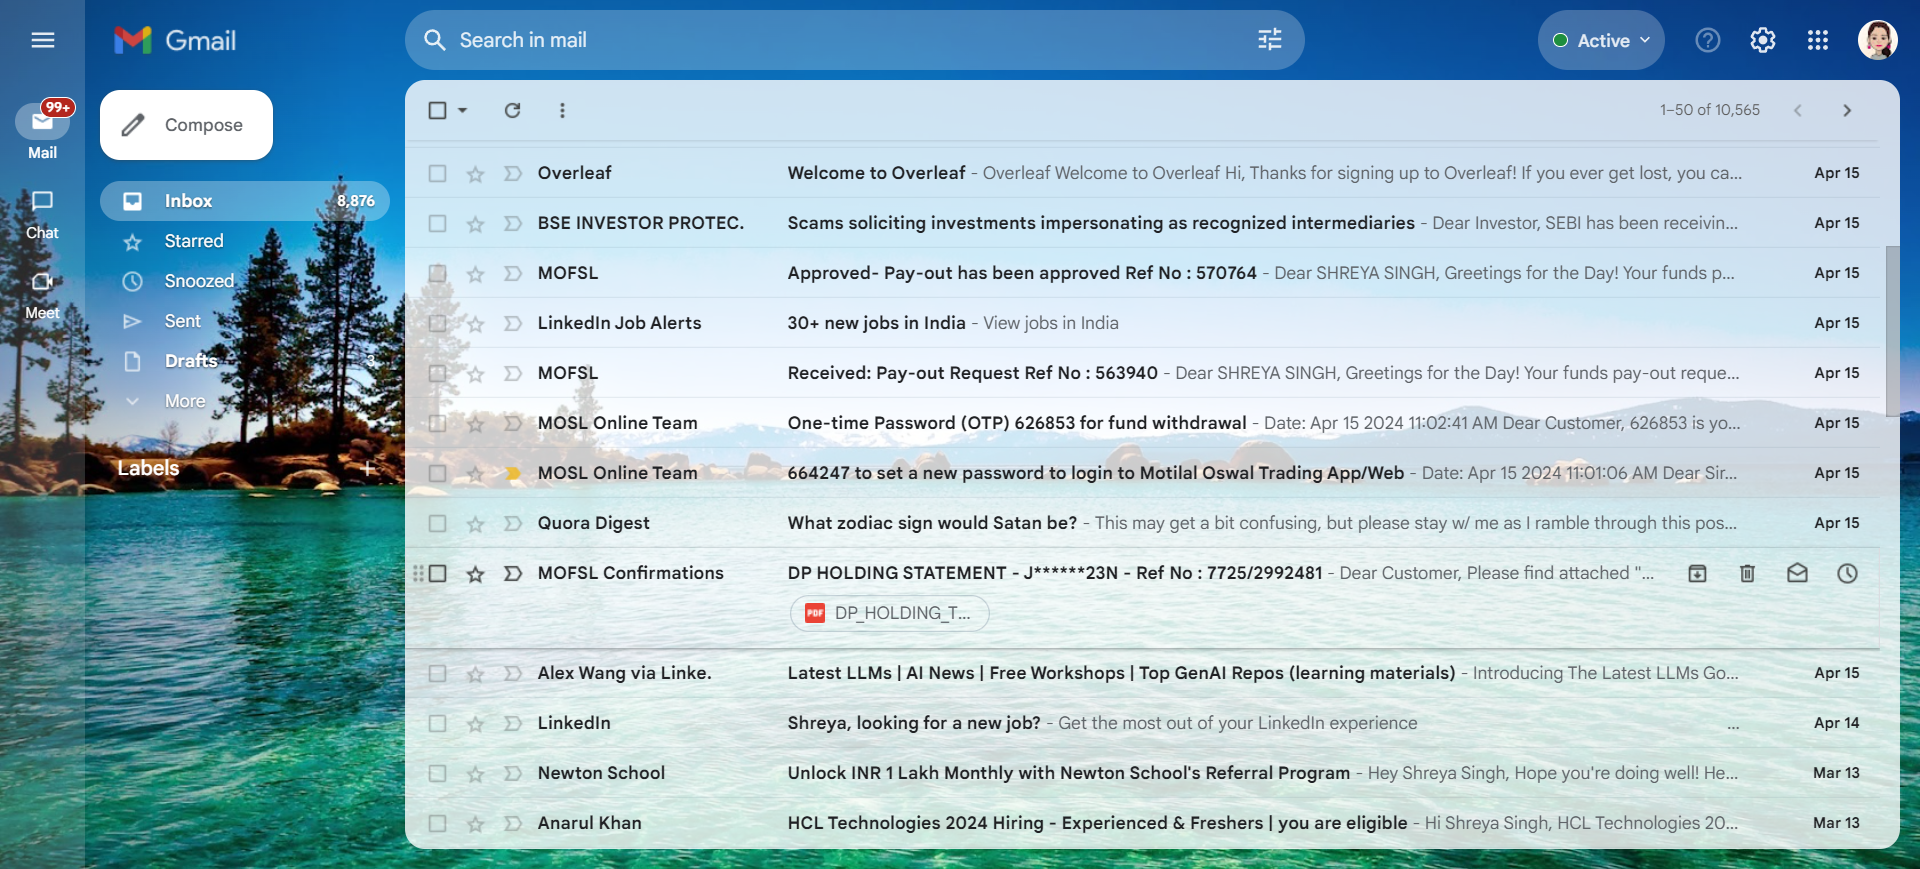 Gmail
Search in mail
Active
99+
Mail
Chat
Meet
Compose
Inbox 8,876
Starred
Snoozed
Sent
Drafts 3
More
Labels
1–50 of 10,565
Overleaf Welcome to Overleaf - Overleaf Welcome to Overleaf Hi, Thanks for signing up to Overleaf! If you ever get lost, you ca... Apr 15
BSE INVESTOR PROTEC. Scams soliciting investments impersonating as recognized intermediaries - Dear Investor, SEBI has been receivin... Apr 15
MOFSL Approved- Pay-out has been approved Ref No : 570764 - Dear SHREYA SINGH, Greetings for the Day! Your funds p... Apr 15
LinkedIn Job Alerts 30+ new jobs in India - View jobs in India Apr 15
MOFSL Received: Pay-out Request Ref No : 563940 - Dear SHREYA SINGH, Greetings for the Day! Your funds pay-out reque... Apr 15
MOSL Online Team One-time Password (OTP) 626853 for fund withdrawal - Date: Apr 15 2024 11:02:41 AM Dear Customer, 626853 is yo... Apr 15
MOSL Online Team 664247 to set a new password to login to Motilal Oswal Trading App/Web - Date: Apr 15 2024 11:01:06 AM Dear Sir... Apr 15
Quora Digest What zodiac sign would Satan be? - This may get a bit confusing, but please stay w/ me as I ramble through this pos... Apr 15
MOFSL Confirmations DP HOLDING STATEMENT - J******23N - Ref No : 7725/2992481 - Dear Customer, Please find attached "...
PDF DP_HOLDING_T...
Alex Wang via Linke. Latest LLMs | AI News | Free Workshops | Top GenAI Repos (learning materials) - Introducing The Latest LLMs Go... Apr 15
LinkedIn Shreya, looking for a new job? - Get the most out of your LinkedIn experience ... Apr 14
Newton School Unlock INR 1 Lakh Monthly with Newton School's Referral Program - Hey Shreya Singh, Hope you're doing well! He... Mar 13
Anarul Khan HCL Technologies 2024 Hiring - Experienced & Freshers | you are eligible - Hi Shreya Singh, HCL Technologies 20... Mar 13